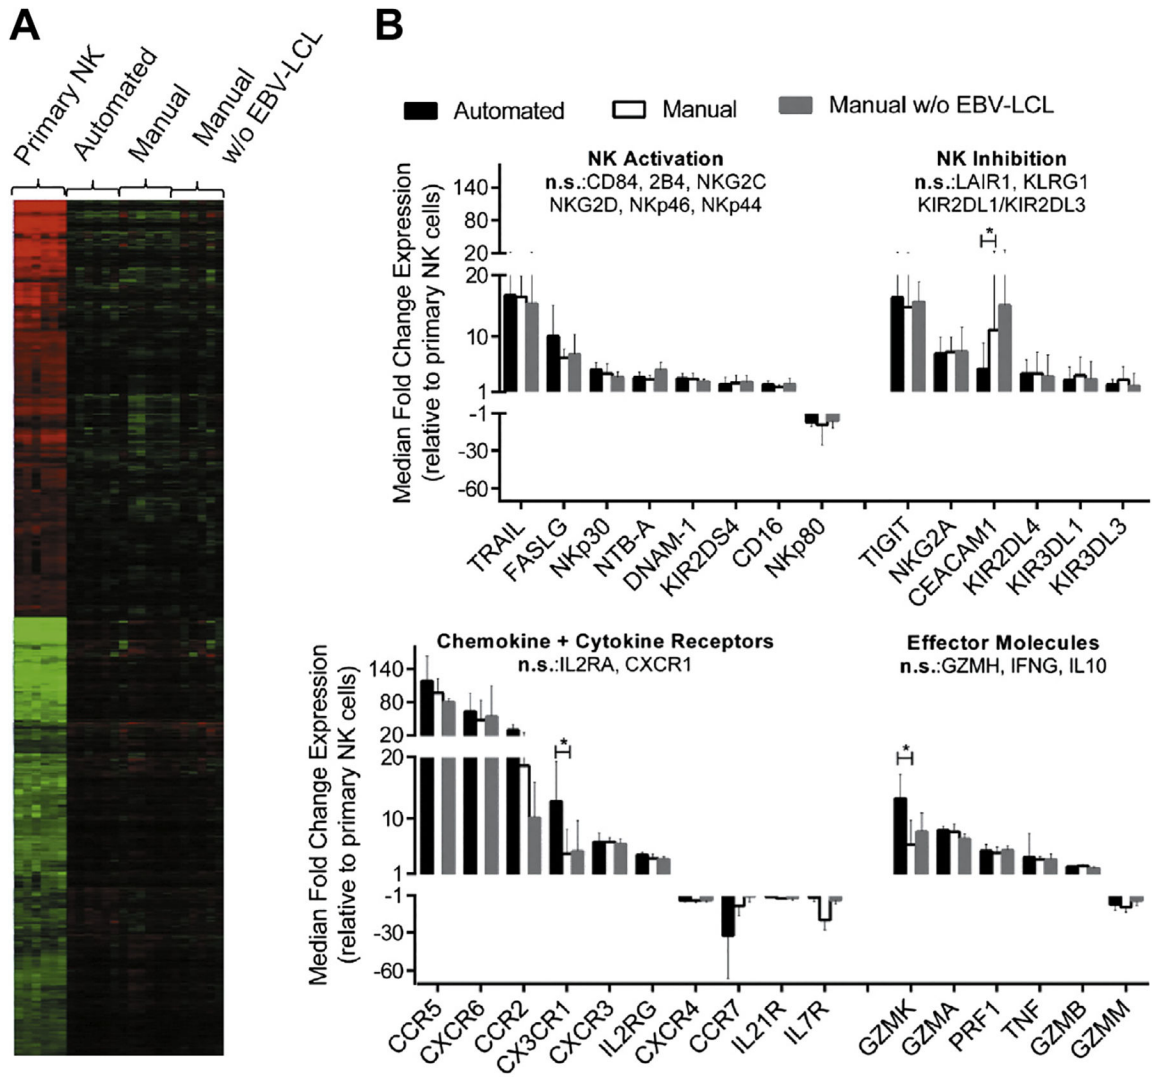 A
B
Primary NK
Automated
Manual
Manual
w/o EBV-LCL
Automated
Manual
Manual w/o EBV-LCL
Median Fold Change Expression
(relative to primary NK cells)
NK Activation
n.s.:CD84, 2B4, NKG2C
NKG2D, NKp46, NKp44
NK Inhibition
n.s.:LAIR1, KLRG1
KIR2DL1/KIR2DL3
*
140
80
20
20
10
1
-1
-30
-60
TRAIL
FASLG
NKp30
NTB-A
DNAM-1
KIR2DS4
CD16
NKp80
TIGIT
NKG2A
CEACAM1
KIR2DL4
KIR3DL1
KIR3DL3
Median Fold Change Expression
(relative to primary NK cells)
Chemokine + Cytokine Receptors
n.s.:IL2RA, CXCR1
Effector Molecules
n.s.:GZMH, IFNG, IL10
*
*
140
80
20
20
10
1
-1
-30
-60
CCR5
CXCR6
CCR2
CX3CR1
CXCR3
IL2RG
CXCR4
CCR7
IL21R
IL7R
GZMK
GZMA
PRF1
TNF
GZMB
GZMM